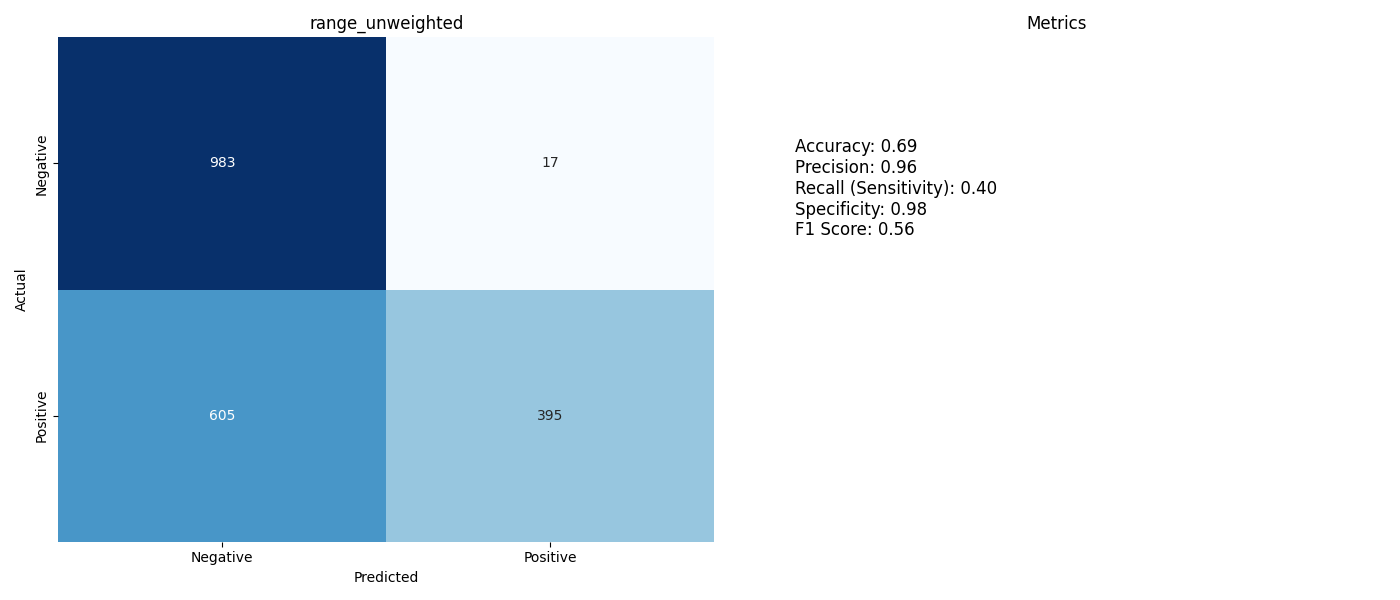 range_unweighted
Metrics
Negative
983
17
Accuracy: 0.69
Precision: 0.96
Recall (Sensitivity): 0.40
Specificity: 0.98
F1 Score: 0.56
Actual
Positive
605
395
Negative
Positive
Predicted